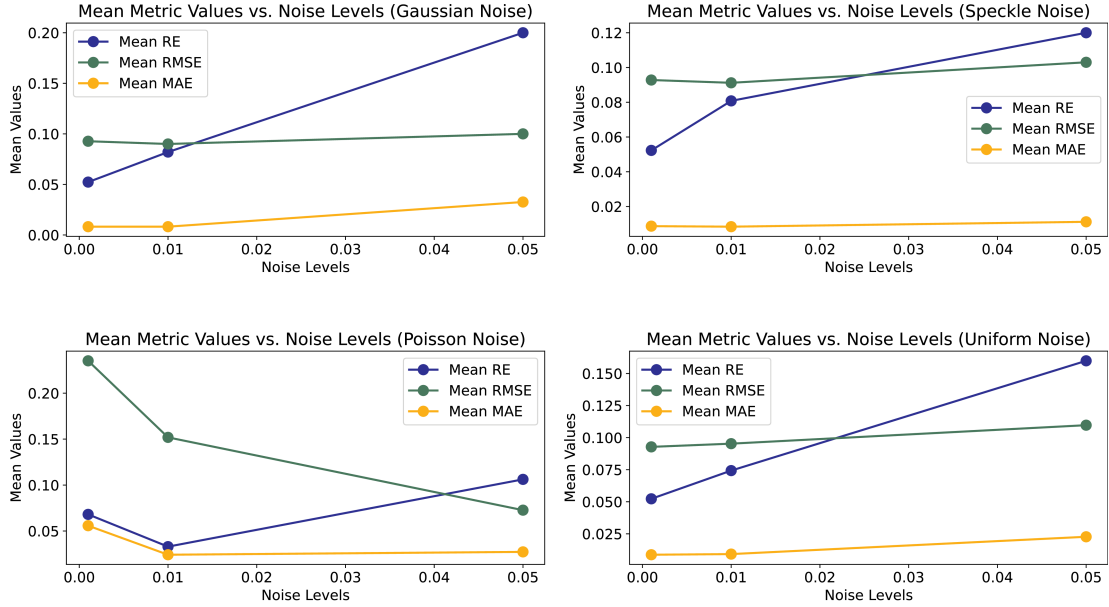 Mean Metric Values vs. Noise Levels (Gaussian Noise)
Mean Values
0.20
0.15
0.10
0.05
0.00
Mean RE
Mean RMSE
Mean MAE
0.00 0.01 0.02 0.03 0.04 0.05
Noise Levels
Mean Metric Values vs. Noise Levels (Speckle Noise)
Mean Values
0.12
0.10
0.08
0.06
0.04
0.02
Mean RE
Mean RMSE
Mean MAE
0.00 0.01 0.02 0.03 0.04 0.05
Noise Levels
Mean Metric Values vs. Noise Levels (Poisson Noise)
Mean Values
0.20
0.15
0.10
0.05
Mean RE
Mean RMSE
Mean MAE
0.00 0.01 0.02 0.03 0.04 0.05
Noise Levels
Mean Metric Values vs. Noise Levels (Uniform Noise)
Mean Values
0.150
0.125
0.100
0.075
0.050
0.025
Mean RE
Mean RMSE
Mean MAE
0.00 0.01 0.02 0.03 0.04 0.05
Noise Levels